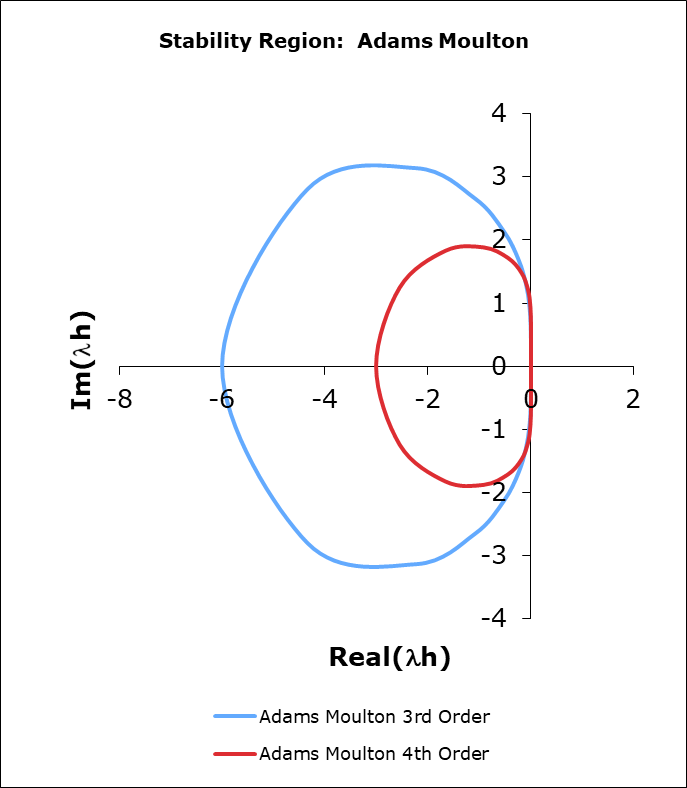 Stability Region:  Adams Moulton
4
3
2
1
0
-1
-2
-3
-4
-8 -6 -4 -2 0 2
Im(λh)
Real(λh)
Adams Moulton 3rd Order
Adams Moulton 4th Order